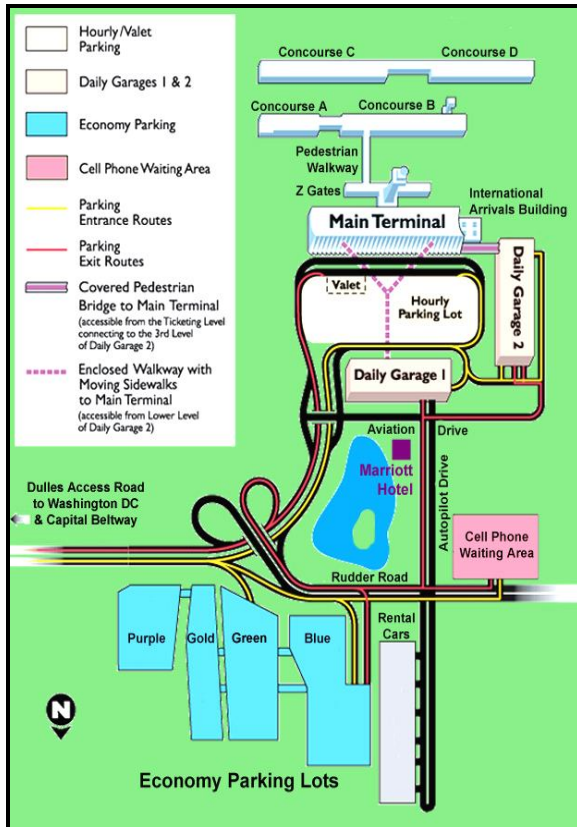 Hourly/Valet
Parking
Daily Garages 1 & 2
Economy Parking
Cell Phone Waiting Area
Parking
Entrance Routes
Parking
Exit Routes
Covered Pedestrian
Bridge to Main Terminal
(accessible from the Ticketing Level
connecting to the 3rd Level
of Daily Garage 2)
Enclosed Walkway with
Moving Sidewalks
to Main Terminal
(accessible from Lower Level
of Daily Garage 2)
Concourse C
Concourse D
Concourse A
Concourse B
Pedestrian
Walkway
Z Gates
International
Arrivals Building
Main Terminal
Daily Garage 2
Valet
Hourly
Parking Lot
Daily Garage 1
Aviation
Drive
Marriott
Hotel
Autopilot Drive
Dulles Access Road
to Washington DC
& Capital Beltway
Cell Phone
Waiting Area
Rudder Road
Rental
Cars
Purple
Gold
Green
Blue
N
Economy Parking Lots